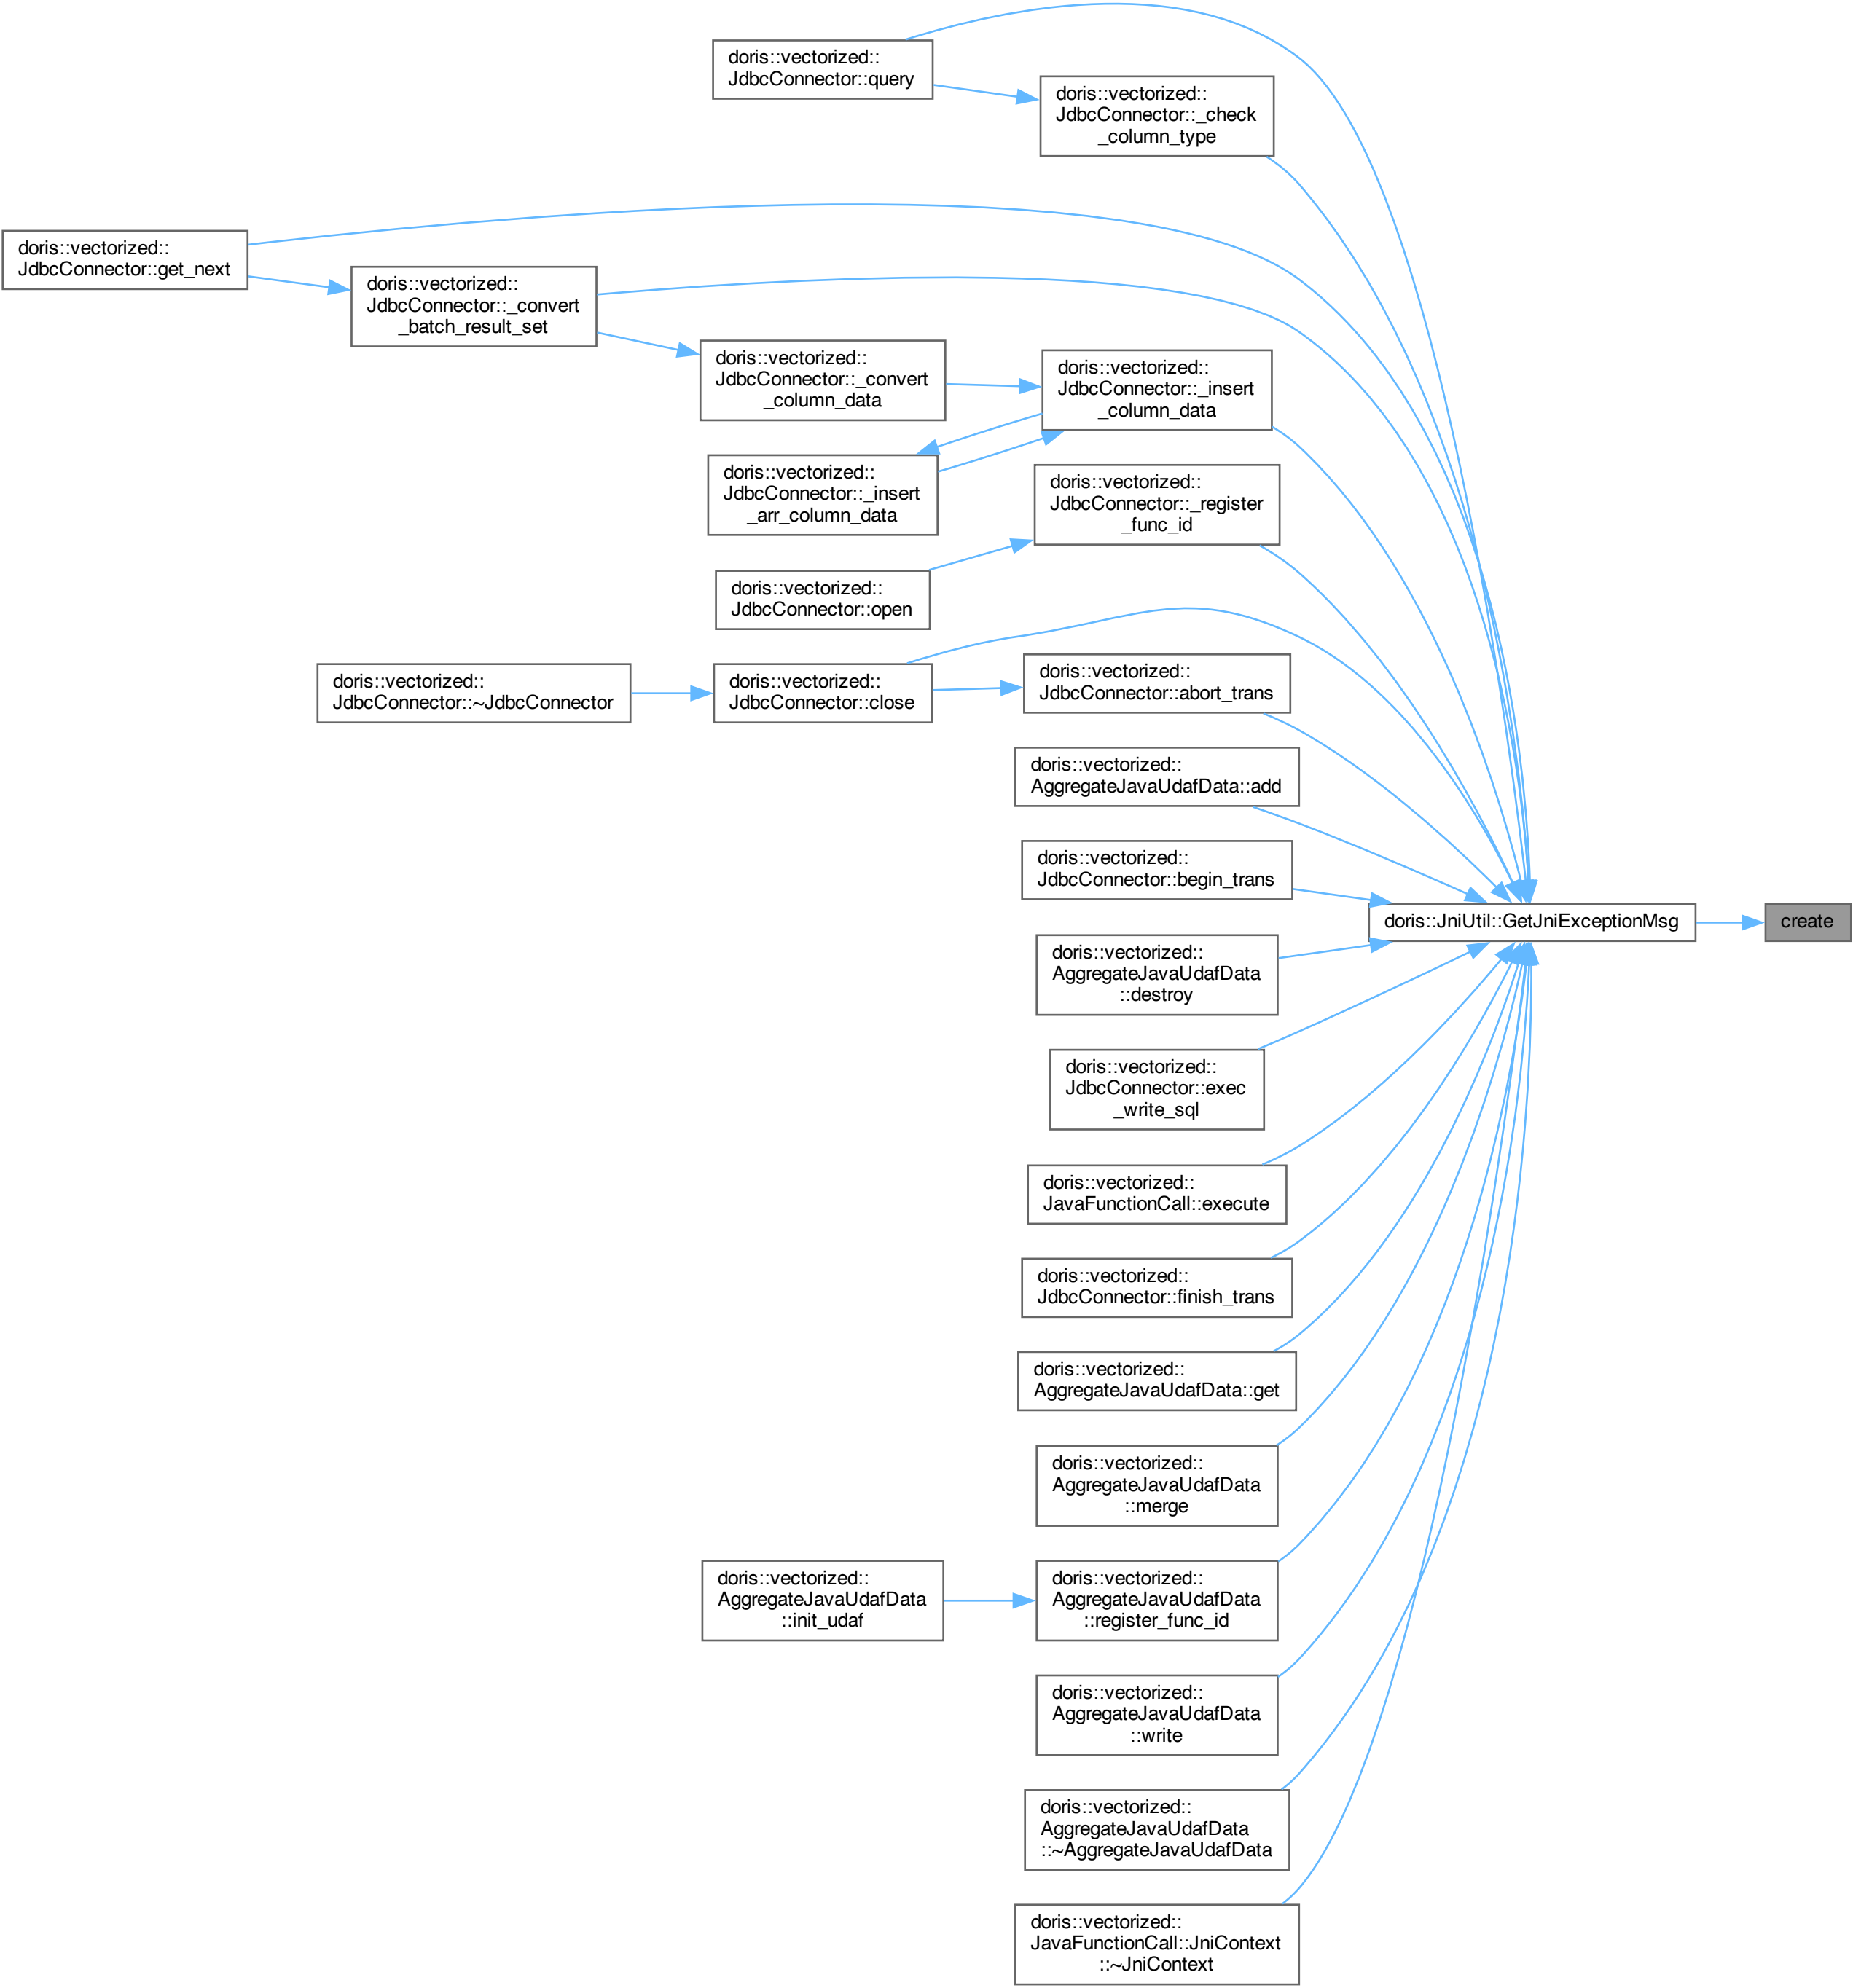 doris::vectorized::
JdbcConnector::query
doris::vectorized::
JdbcConnector::_check
_column_type
doris::vectorized::
JdbcConnector::get_next
doris::vectorized::
JdbcConnector::_convert
_batch_result_set
doris::vectorized::
JdbcConnector::_convert
_column_data
doris::vectorized::
JdbcConnector::_insert
_column_data
doris::vectorized::
JdbcConnector::_insert
_arr_column_data
doris::vectorized::
JdbcConnector::_register
_func_id
doris::vectorized::
JdbcConnector::open
doris::vectorized::
JdbcConnector::~JdbcConnector
doris::vectorized::
JdbcConnector::close
doris::vectorized::
JdbcConnector::abort_trans
doris::vectorized::
AggregateJavaUdafData::add
doris::vectorized::
JdbcConnector::begin_trans
doris::JniUtil::GetJniExceptionMsg
create
doris::vectorized::
AggregateJavaUdafData
::destroy
doris::vectorized::
JdbcConnector::exec
_write_sql
doris::vectorized::
JavaFunctionCall::execute
doris::vectorized::
JdbcConnector::finish_trans
doris::vectorized::
AggregateJavaUdafData::get
doris::vectorized::
AggregateJavaUdafData
::merge
doris::vectorized::
AggregateJavaUdafData
::init_udaf
doris::vectorized::
AggregateJavaUdafData
::register_func_id
doris::vectorized::
AggregateJavaUdafData
::write
doris::vectorized::
AggregateJavaUdafData
::~AggregateJavaUdafData
doris::vectorized::
JavaFunctionCall::JniContext
::~JniContext